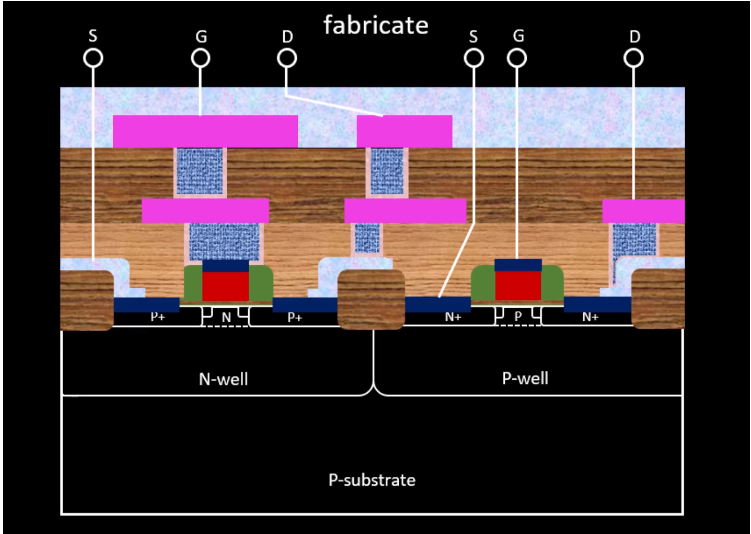 fabricate
S G D S G D
P+ N P+ N+ P N+
N-well P-well
P-substrate